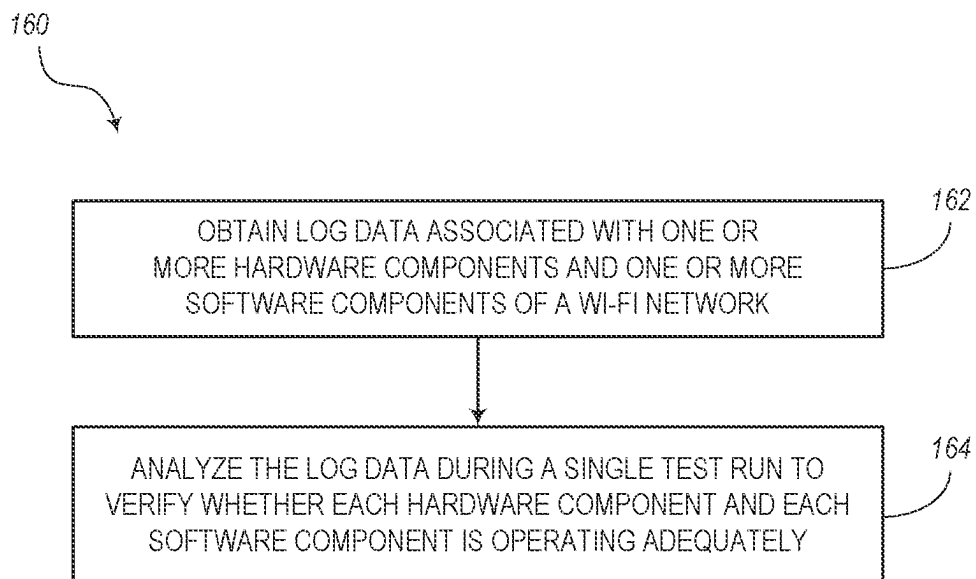 160
OBTAIN LOG DATA ASSOCIATED WITH ONE OR
MORE HARDWARE COMPONENTS AND ONE OR MORE
SOFTWARE COMPONENTS OF A WI-FI NETWORK
162
ANALYZE THE LOG DATA DURING A SINGLE TEST RUN TO
VERIFY WHETHER EACH HARDWARE COMPONENT AND EACH
SOFTWARE COMPONENT IS OPERATING ADEQUATELY
164